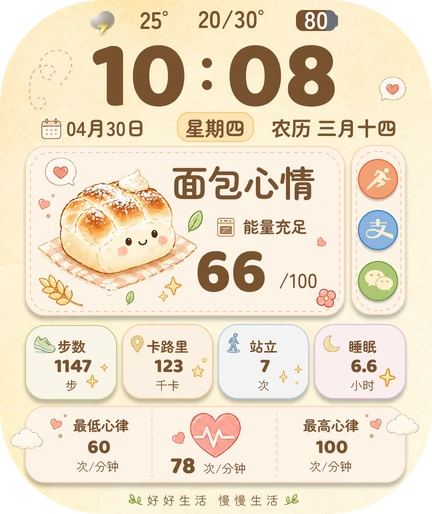 25° 20/30° 80
10:08
04月30日 星期四 农历 三月十四
面包心情
能量充足
66 /100
支
步数 1147 步
卡路里 123 千卡
站立 7 次
睡眠 6.6 小时
最低心律 60 次/分钟
78 次/分钟
最高心律 100 次/分钟
好好生活 慢慢生活